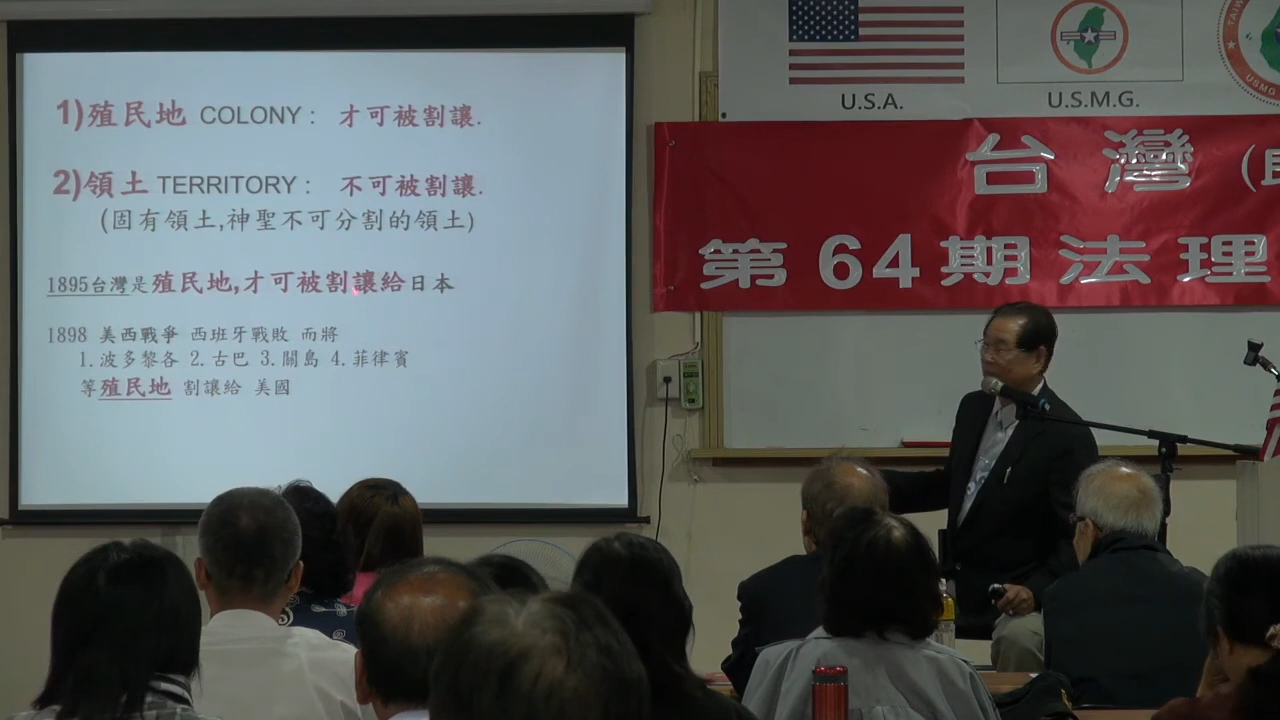 1)殖民地 COLONY： 才可被割讓.
2)領土 TERRITORY： 不可被割讓.
(固有領土,神聖不可分割的領土)
1895台灣是殖民地,才可被割讓給日本
1898 美西戰爭 西班牙戰敗 而將
1.波多黎各 2.古巴 3.關島 4.菲律賓
等殖民地 割讓給 美國
U.S.A.
U.S.M.G.
台灣(
第64期法理